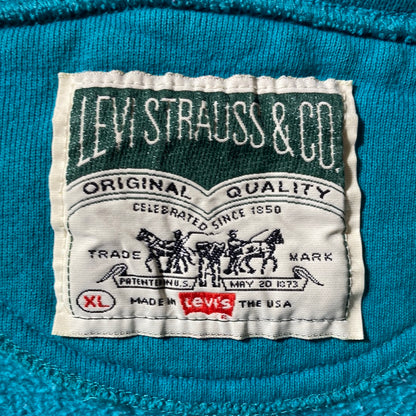 LEVI STRAUSS & CO.
ORIGINAL QUALITY
CELEBRATED SINCE 1850
TRADE MARK
PATENTED IN U.S. MAY 20 1873
XL MADE IN Levi's THE USA